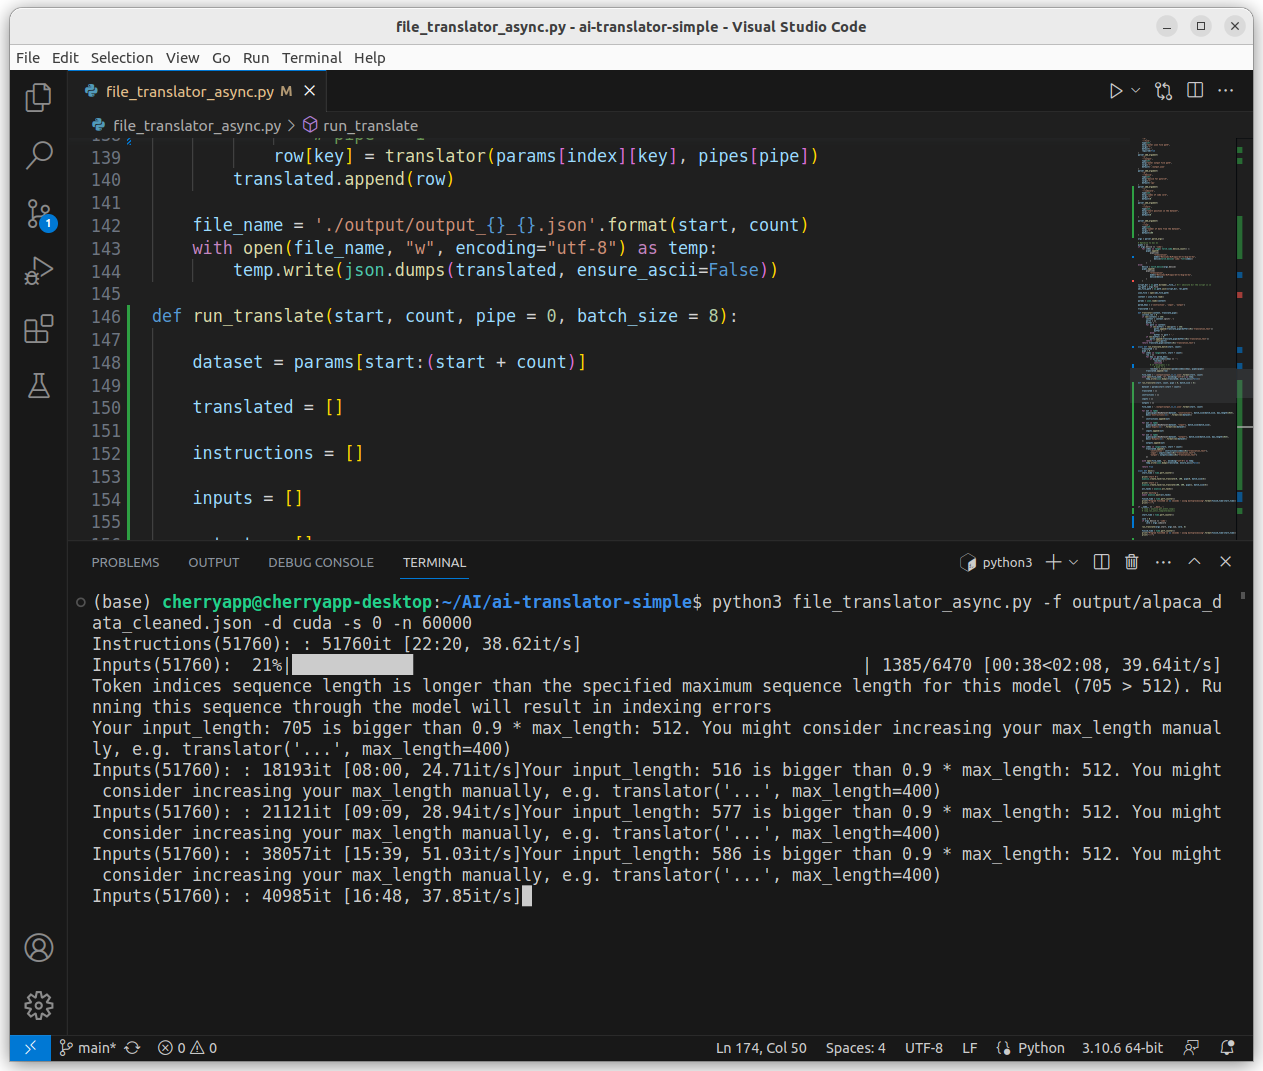 file_translator_async.py - ai-translator-simple - Visual Studio Code
File Edit Selection View Go Run Terminal Help
file_translator_async.py M
file_translator_async.py > run_translate
139 row[key] = translator(params[index][key], pipes[pipe])
140 translated.append(row)
141
142 file_name = './output/output_{}_{}.json'.format(start, count)
143 with open(file_name, "w", encoding="utf-8") as temp:
144 temp.write(json.dumps(translated, ensure_ascii=False))
145
146 def run_translate(start, count, pipe = 0, batch_size = 8):
147
148 dataset = params[start:(start + count)]
149
150 translated = []
151
152 instructions = []
153
154 inputs = []
155
1
PROBLEMS OUTPUT DEBUG CONSOLE TERMINAL python3
(base) cherryapp@cherryapp-desktop:~/AI/ai-translator-simple$ python3 file_translator_async.py -f output/alpaca_d
ata_cleaned.json -d cuda -s 0 -n 60000
Instructions(51760): : 51760it [22:20, 38.62it/s]
Inputs(51760): 21%| | 1385/6470 [00:38<02:08, 39.64it/s]
Token indices sequence length is longer than the specified maximum sequence length for this model (705 > 512). Ru
nning this sequence through the model will result in indexing errors
Your input_length: 705 is bigger than 0.9 * max_length: 512. You might consider increasing your max_length manual
ly, e.g. translator('...', max_length=400)
Inputs(51760): : 18193it [08:00, 24.71it/s]Your input_length: 516 is bigger than 0.9 * max_length: 512. You might
consider increasing your max_length manually, e.g. translator('...', max_length=400)
Inputs(51760): : 21121it [09:09, 28.94it/s]Your input_length: 577 is bigger than 0.9 * max_length: 512. You might
consider increasing your max_length manually, e.g. translator('...', max_length=400)
Inputs(51760): : 38057it [15:39, 51.03it/s]Your input_length: 586 is bigger than 0.9 * max_length: 512. You might
consider increasing your max_length manually, e.g. translator('...', max_length=400)
Inputs(51760): : 40985it [16:48, 37.85it/s]
main* 0 0 Ln 174, Col 50 Spaces: 4 UTF-8 LF Python 3.10.6 64-bit